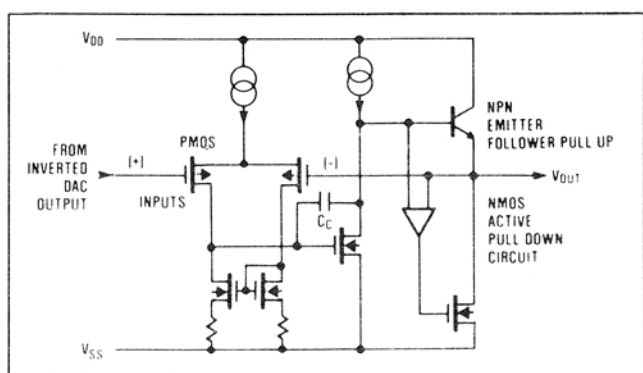 VDD
PMOS
NPN
EMITTER
FOLLOWER PULL UP
FROM
INVERTED
DAC
OUTPUT
(+)
INPUTS
(-)
VOUT
CC
NMOS
ACTIVE
PULL DOWN
CIRCUIT
VSS